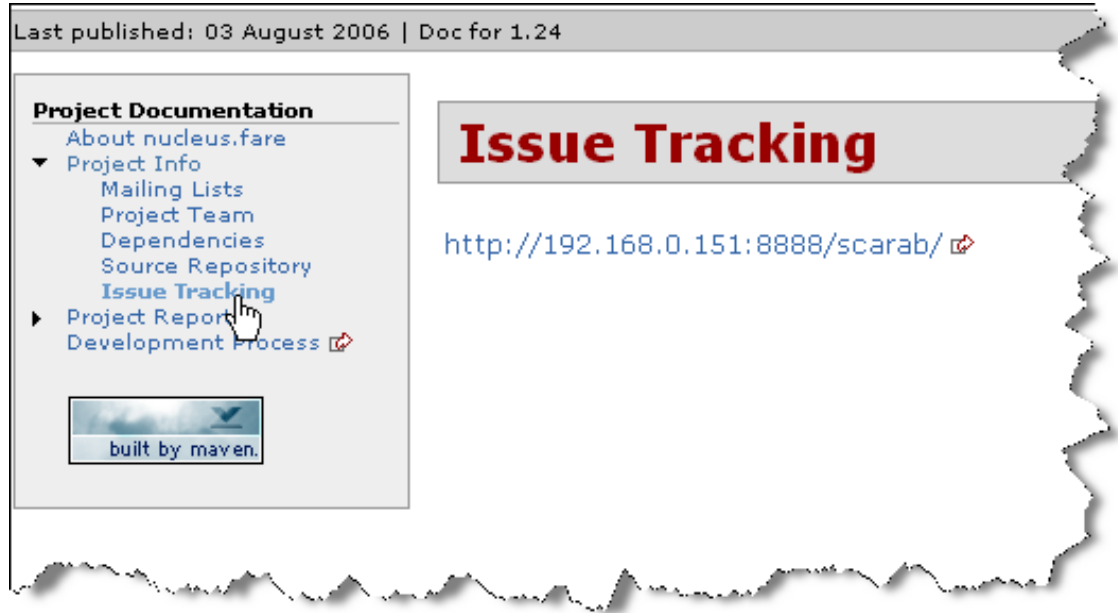 Last published: 03 August 2006 | Doc for 1.24
Project Documentation
About nucleus.fare
Project Info
Mailing Lists
Project Team
Dependencies
Source Repository
Issue Tracking
Project Report
Development Process
built by maven.
Issue Tracking
http://192.168.0.151:8888/scarab/